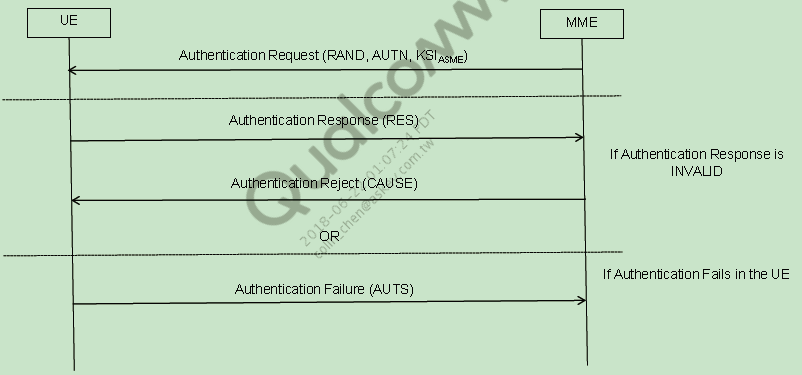 UE
MME
Authentication Request (RAND, AUTN, KSIASME)
Authentication Response (RES)
If Authentication Response is
INVALID
Authentication Reject (CAUSE)
OR
If Authentication Fails in the UE
Authentication Failure (AUTS)